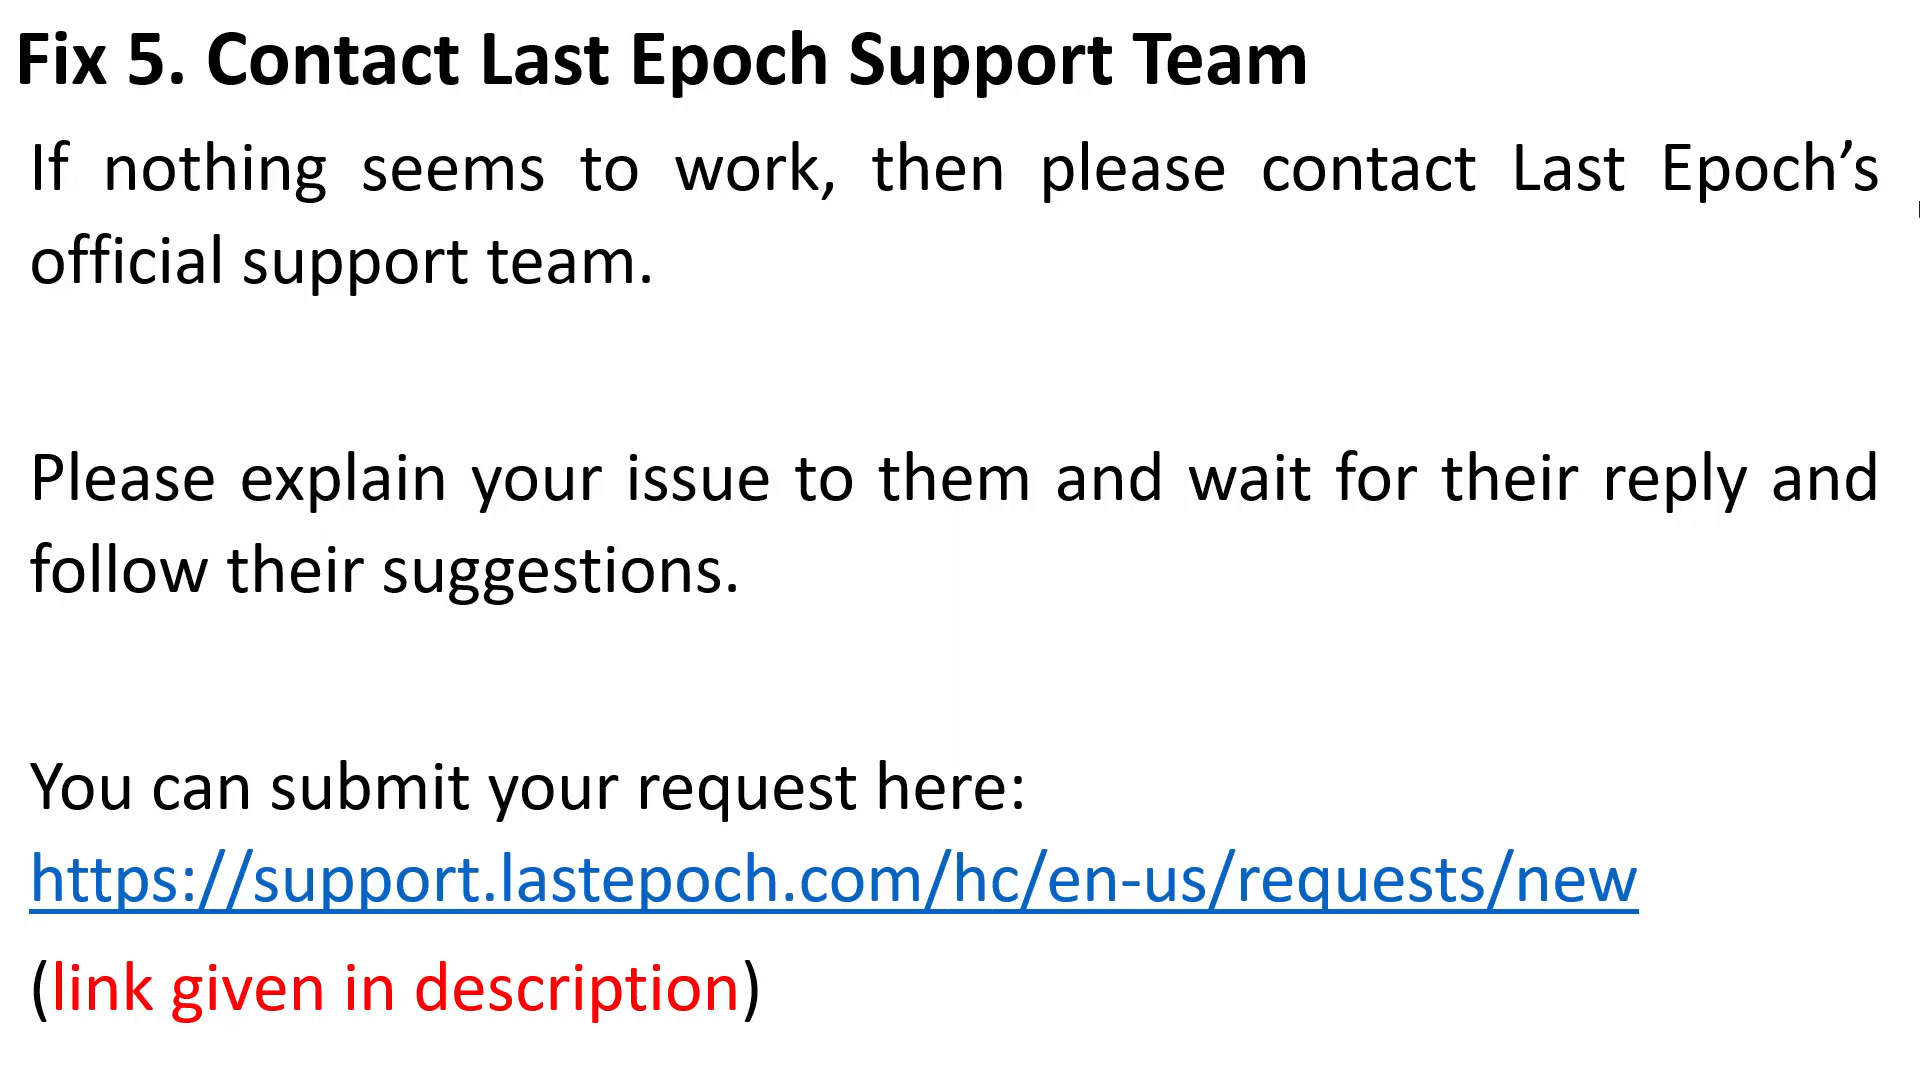 Fix 5. Contact Last Epoch Support Team
If nothing seems to work, then please contact Last Epoch’s
official support team.
Please explain your issue to them and wait for their reply and
follow their suggestions.
You can submit your request here:
https://support.lastepoch.com/hc/en-us/requests/new
(link given in description)